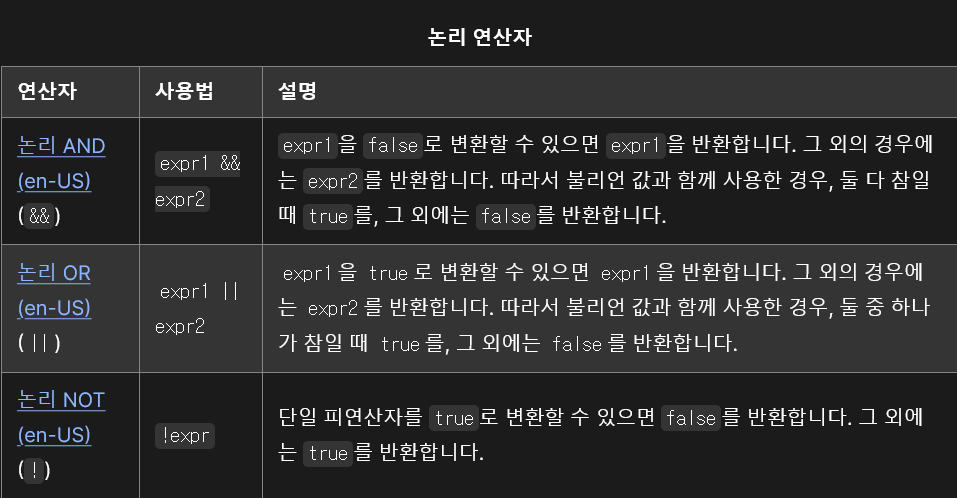 논리 연산자
연산자 사용법 설명
논리 AND
(en-US)
(&&)
expr1 &&
expr2
expr1을 false로 변환할 수 있으면 expr1을 반환합니다. 그 외의 경우에
는 expr2를 반환합니다. 따라서 불리언 값과 함께 사용한 경우, 둘 다 참일
때 true를, 그 외에는 false를 반환합니다.
논리 OR
(en-US)
(||)
expr1 ||
expr2
expr1을 true로 변환할 수 있으면 expr1을 반환합니다. 그 외의 경우에
는 expr2를 반환합니다. 따라서 불리언 값과 함께 사용한 경우, 둘 중 하나
가 참일 때 true를, 그 외에는 false를 반환합니다.
논리 NOT
(en-US)
(!)
!expr
단일 피연산자를 true로 변환할 수 있으면 false를 반환합니다. 그 외에
는 true를 반환합니다.